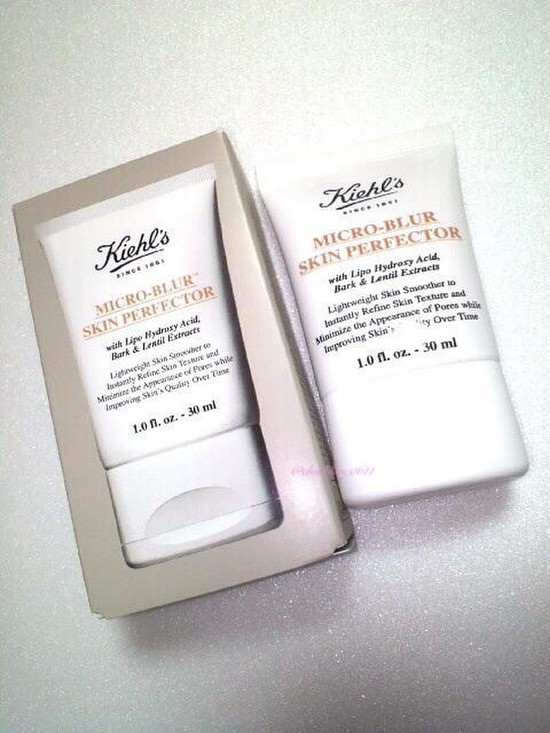 Kiehl's
SINCE 1851
MICRO-BLUR™
SKIN PERFECTOR
with Lipo Hydroxy Acid,
Bark & Lentil Extracts
Lightweight Skin Smoother to
Instantly Refine Skin Texture and
Minimize the Appearance of Pores while
Improving Skin's Quality Over Time
1.0 fl. oz. - 30 ml
Kiehl's
SINCE 1851
MICRO-BLUR
SKIN PERFECTOR
with Lipo Hydroxy Acid,
Bark & Lentil Extracts
Lightweight Skin Smoother to
Instantly Refine Skin Texture and
Minimize the Appearance of Pores while
Improving Skin's Over Time
1.0 fl. oz. - 30 ml